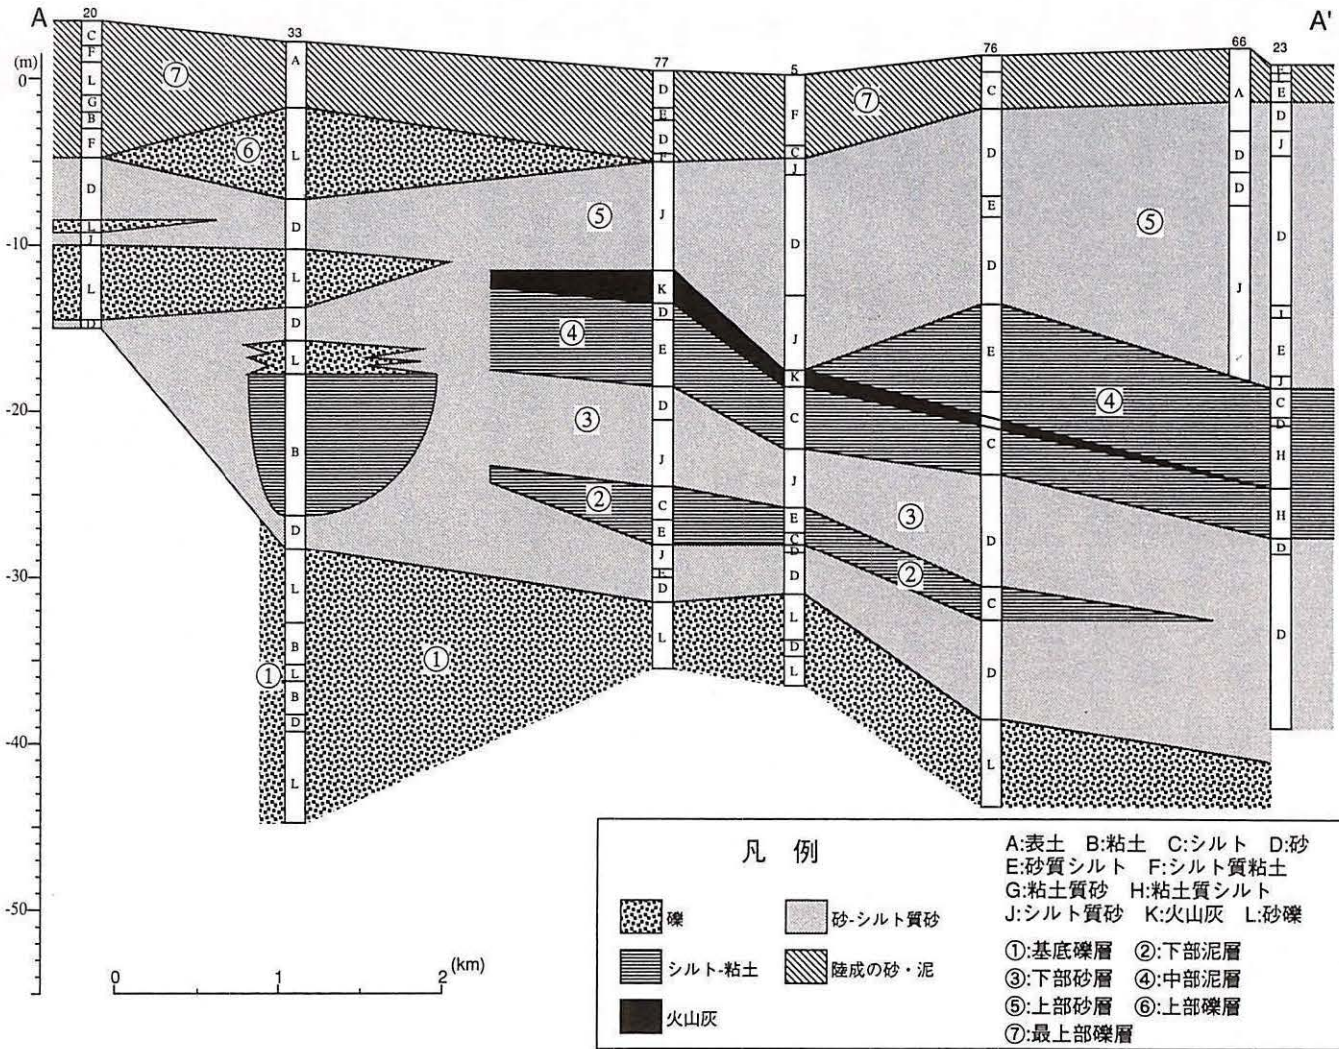 A A'
20 33 77 5 76 66 23
(m)
0
-10
-20
-30
-40
-50
C
F
L
G
B
F
D
L
J
L
D
A
L
D
L
D
L
B
D
L
B
L
B
D
L
D
E
D
F
J
K
D
E
D
J
C
E
J
E
D
L
F
C
J
D
J
K
C
J
E
C
D
D
L
D
L
C
D
E
D
E
C
D
C
D
L
A
D
D
J
E
D
J
D
J
E
J
C
D
H
H
D
D
⑦ ⑦
⑥
⑤ ⑤
④ ④
③ ③
② ②
① ①
0 1 2 (km)
凡 例
礫 砂-シルト質砂
シルト-粘土 陸成の砂・泥
火山灰
A:表土 B:粘土 C:シルト D:砂
E:砂質シルト F:シルト質粘土
G:粘土質砂 H:粘土質シルト
J:シルト質砂 K:火山灰 L:砂礫
①:基底礫層 ②:下部泥層
③:下部砂層 ④:中部泥層
⑤:上部砂層 ⑥:上部礫層
⑦:最上部礫層